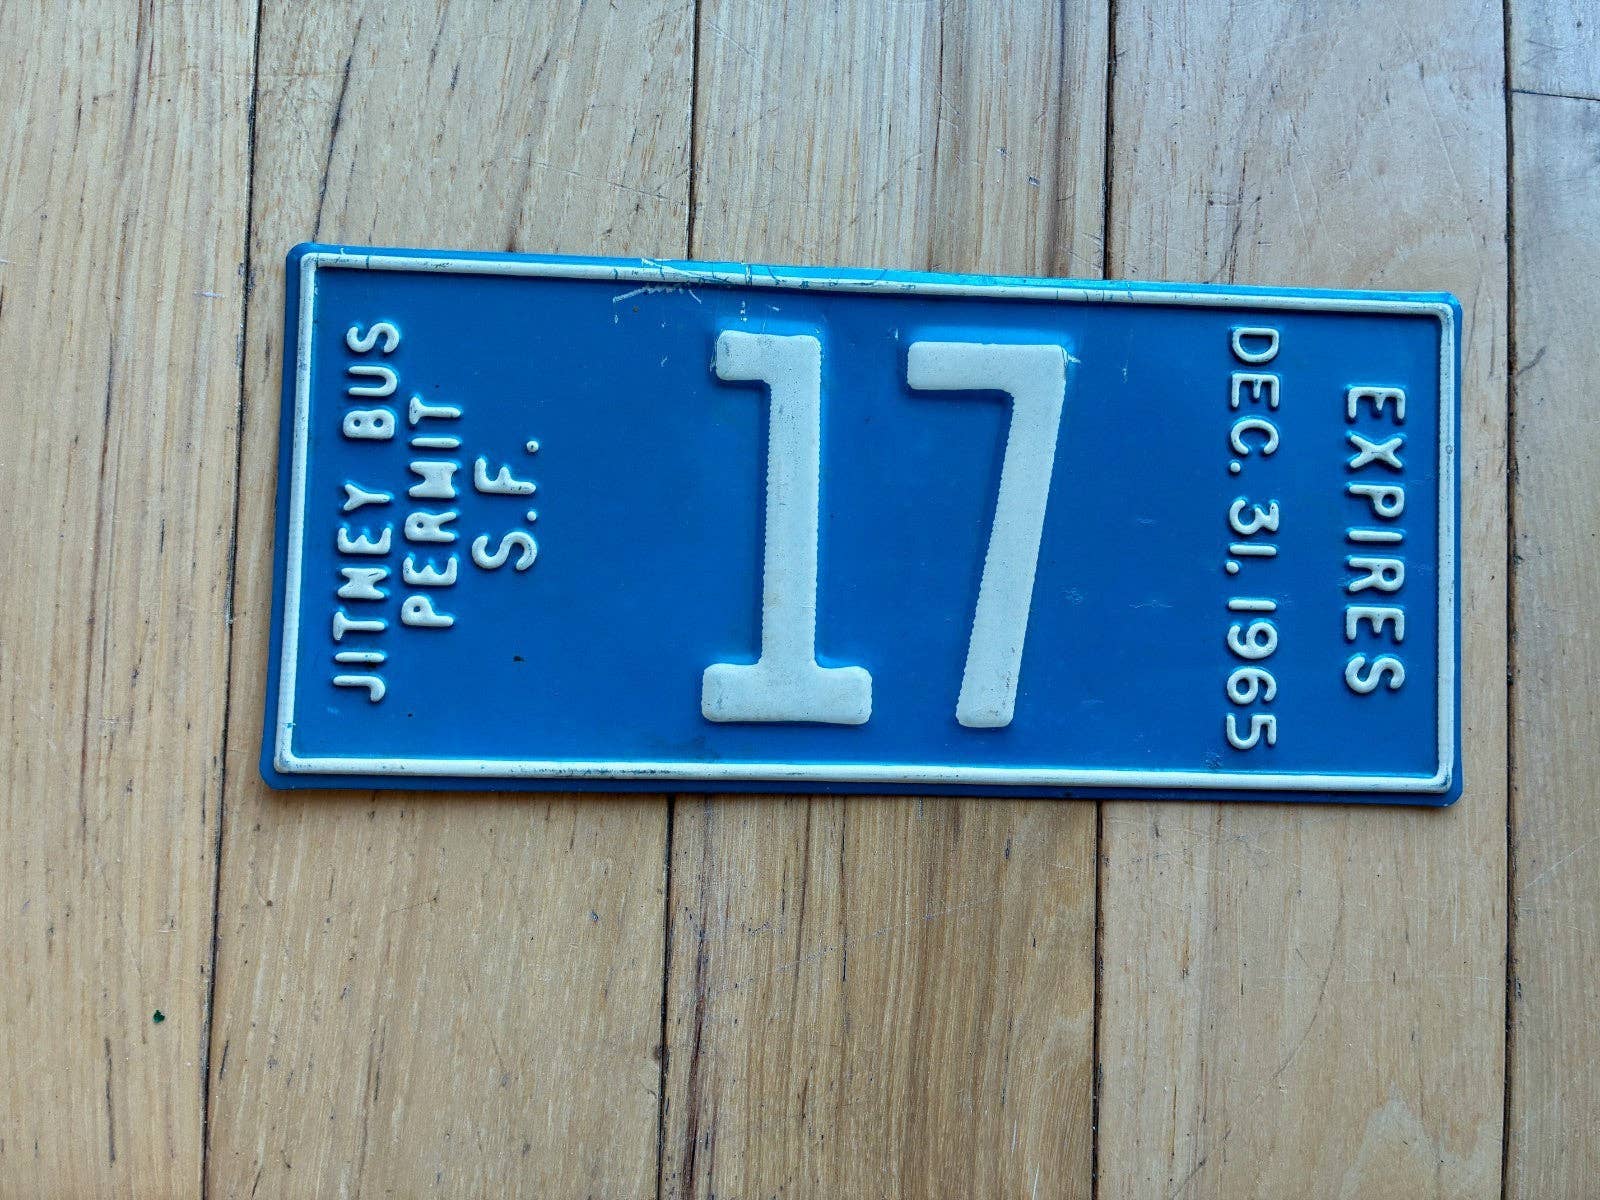 JITNEY BUS
PERMIT
S.F.
17
DEC. 31. 1965
EXPIRES